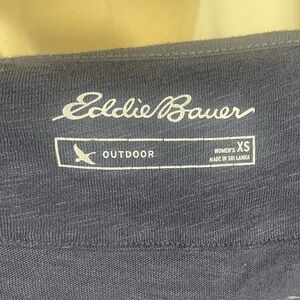 Eddie Bauer
OUTDOOR
WOMEN'S XS
MADE IN SRI LANKA